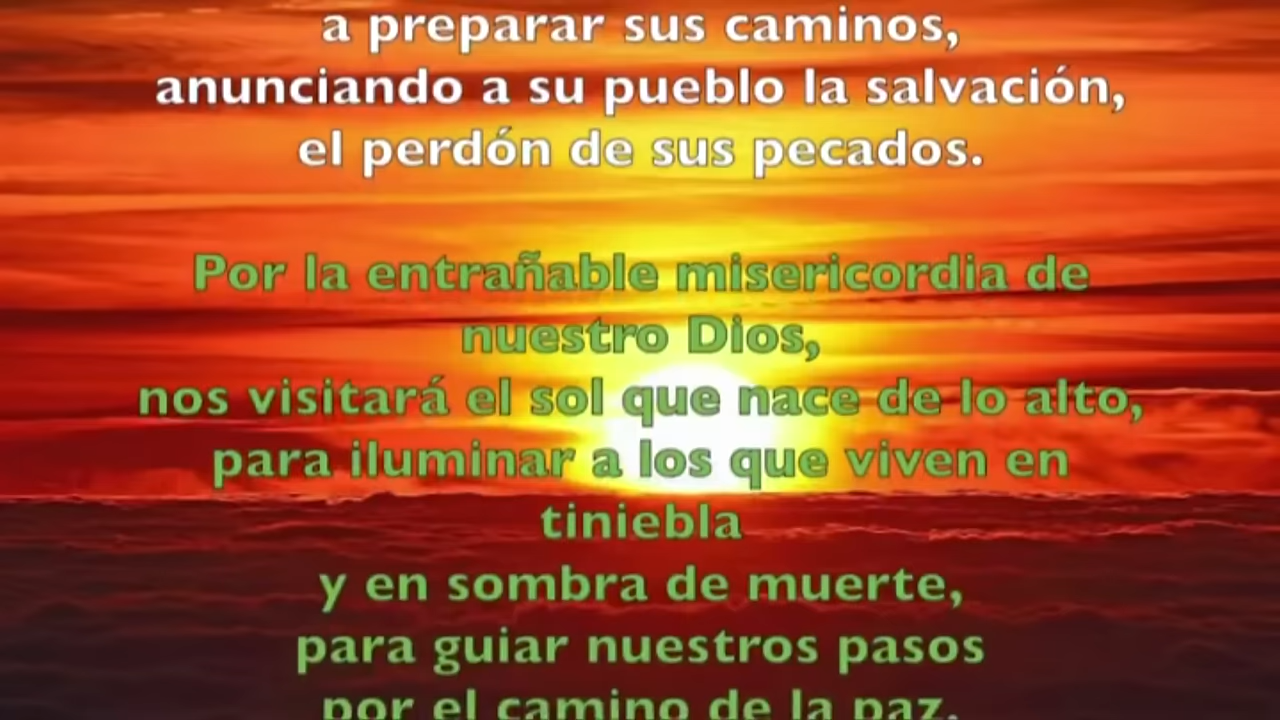 a preparar sus caminos,
anunciando a su pueblo la salvación,
el perdón de sus pecados.
Por la entrañable misericordia de
nuestro Dios,
nos visitará el sol que nace de lo alto,
para iluminar a los que viven en
tiniebla
y en sombra de muerte,
para guiar nuestros pasos
por el camino de la paz.